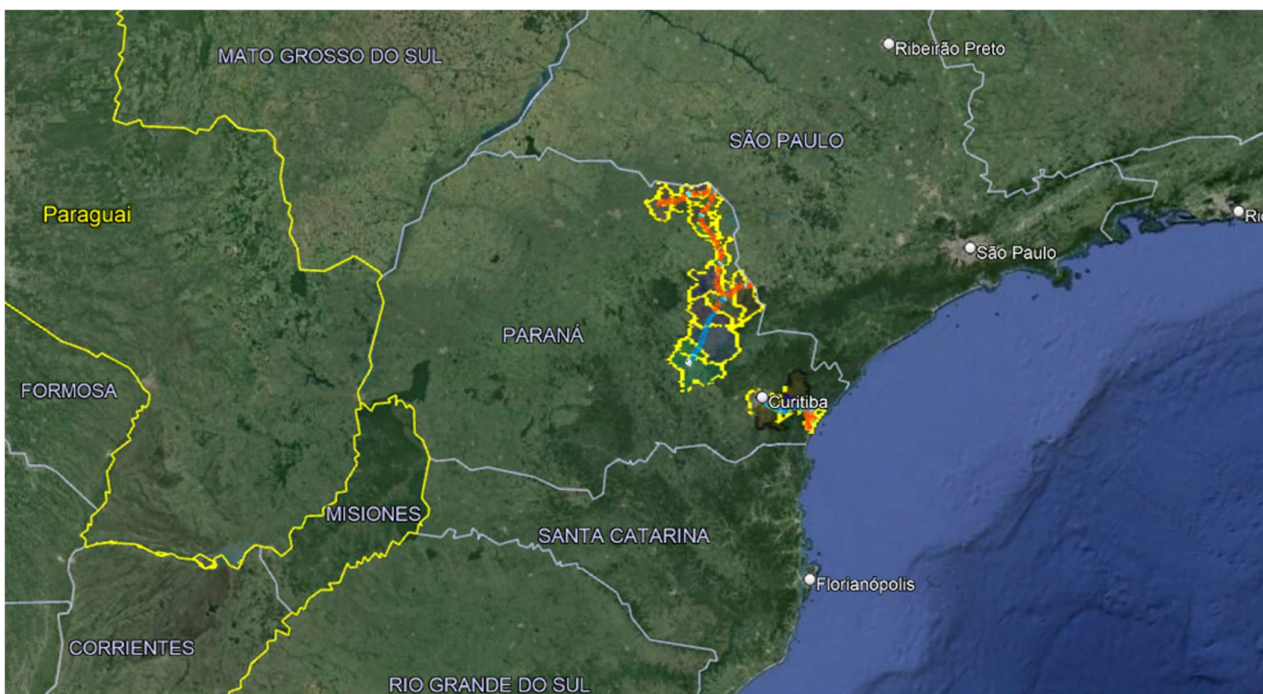 Ribeirão Preto
MATO GROSSO DO SUL
SÃO PAULO
Paraguai
São Paulo
PARANÁ
FORMOSA
Curitiba
MISIONES
SANTA CATARINA
Florianópolis
CORRIENTES
RIO GRANDE DO SUL